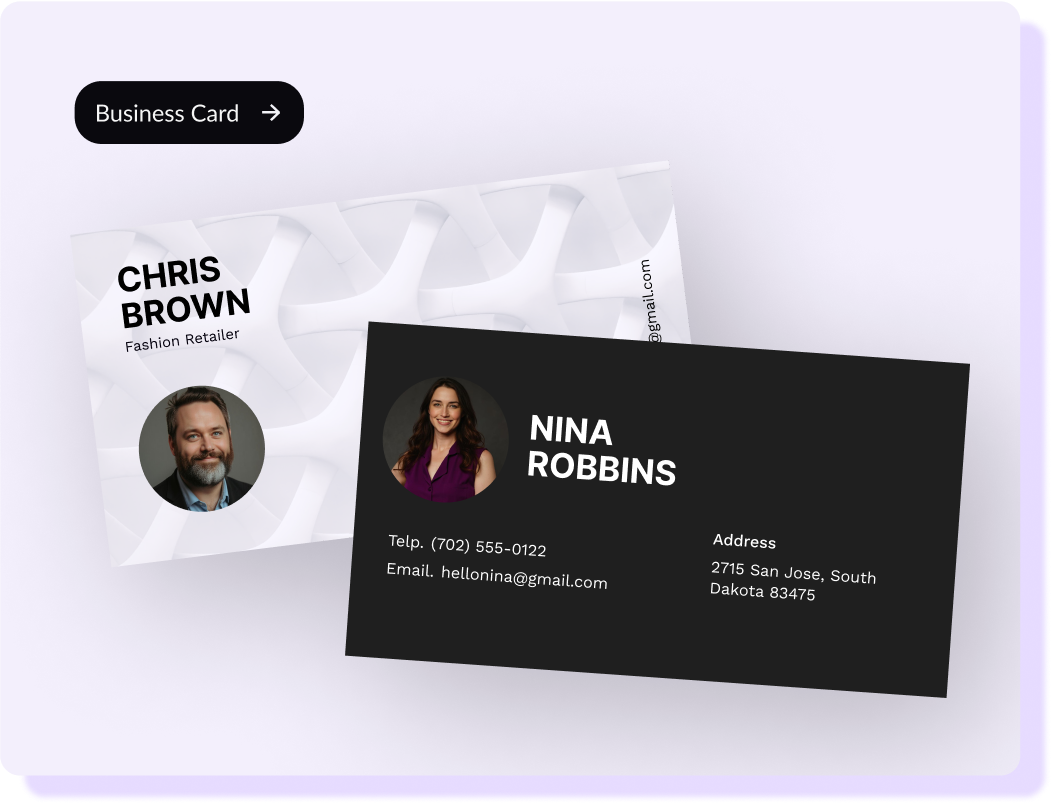 Business Card
CHRIS
BROWN
Fashion Retailer
@gmail.com
NINA
ROBBINS
Telp. (702) 555-0122
Email. hellonina@gmail.com
Address
2715 San Jose, South
Dakota 83475